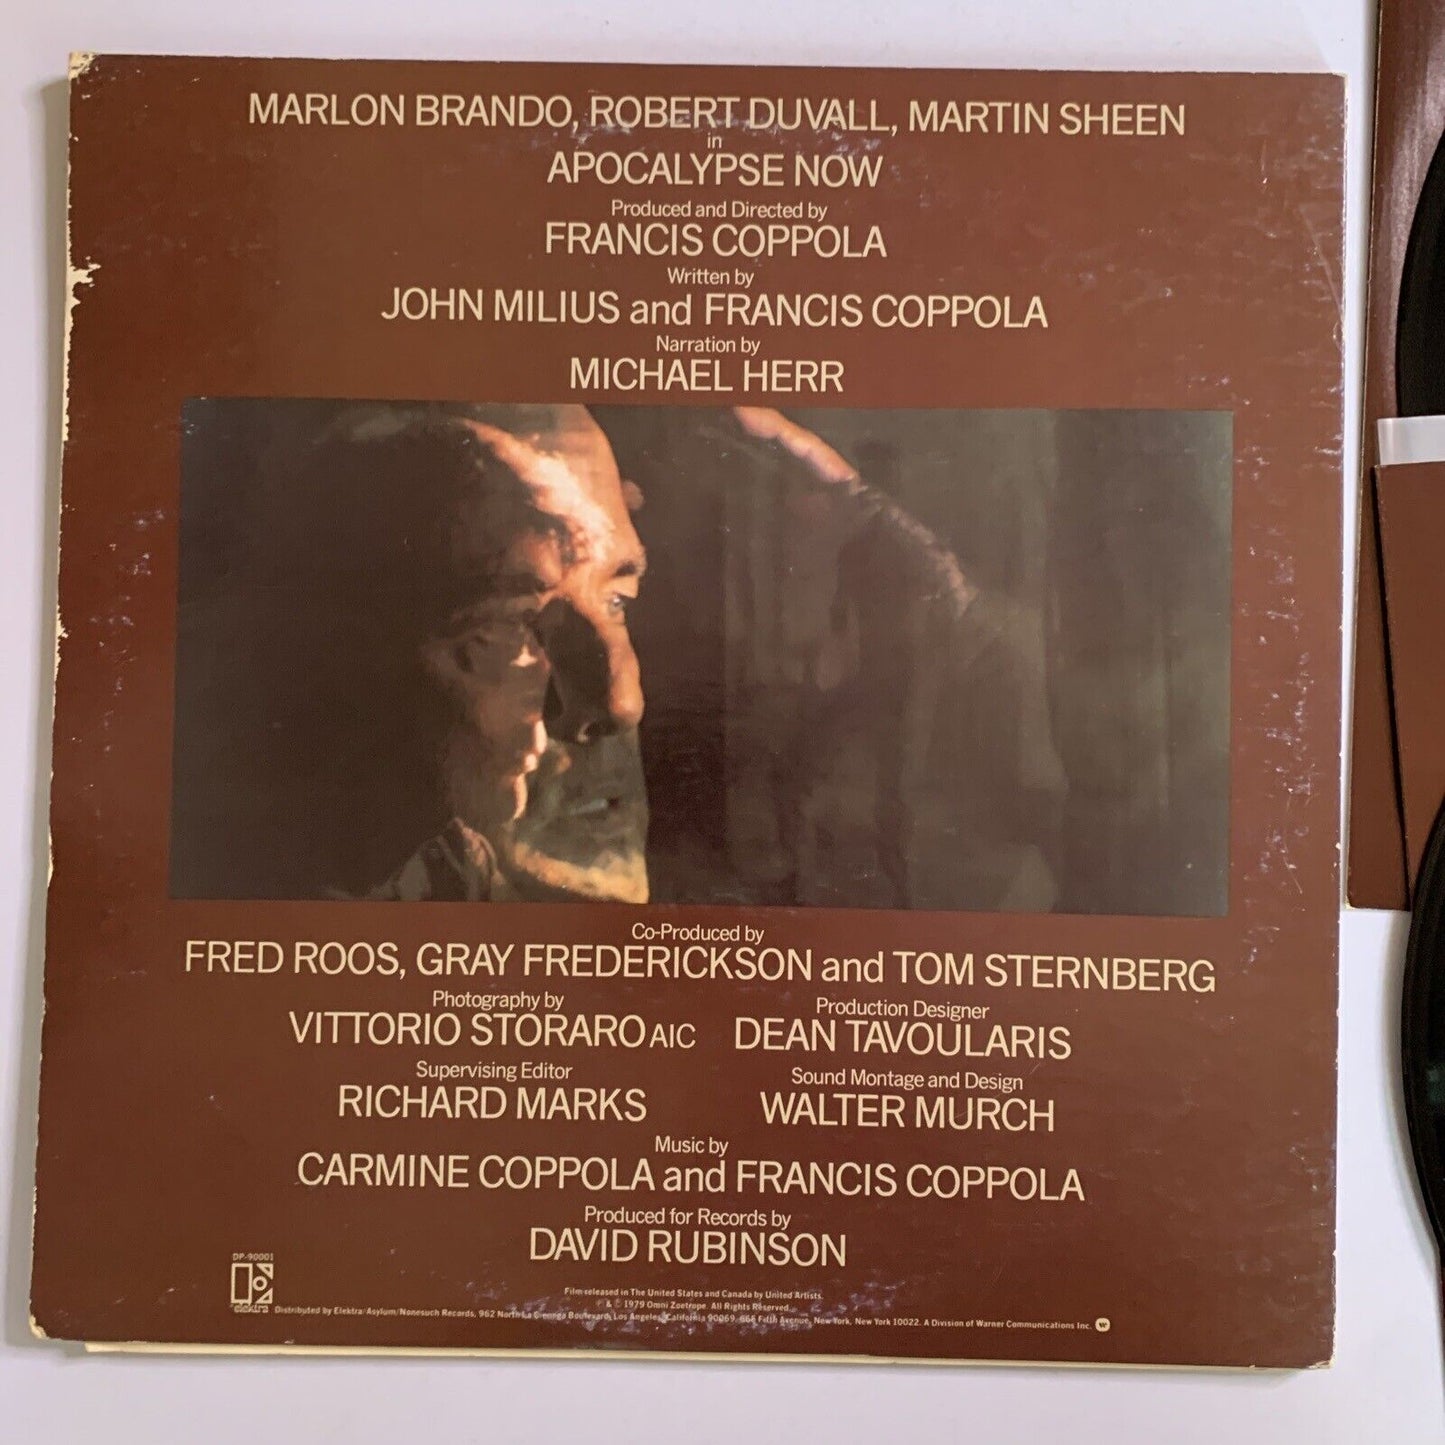 MARLON BRANDO, ROBERT DUVALL, MARTIN SHEEN
in
APOCALYPSE NOW
Produced and Directed by
FRANCIS COPPOLA
Written by
JOHN MILIUS and FRANCIS COPPOLA
Narration by
MICHAEL HERR
Co-Produced by
FRED ROOS, GRAY FREDERICKSON and TOM STERNBERG
Photography by
VITTORIO STORARO AIC
Production Designer
DEAN TAVOULARIS
Supervising Editor
RICHARD MARKS
Sound Montage and Design
WALTER MURCH
Music by
CARMINE COPPOLA and FRANCIS COPPOLA
Produced for Records by
DAVID RUBINSON
DP-90001
elektra
Film released in The United States and Canada by United Artists.
℗ & © 1979 Omni Zoetrope. All Rights Reserved.
Distributed by Elektra/Asylum/Nonesuch Records, 962 North La Cienega Boulevard, Los Angeles, California 90069. 665 Fifth Avenue, New York, New York 10022. A Division of Warner Communications Inc. W